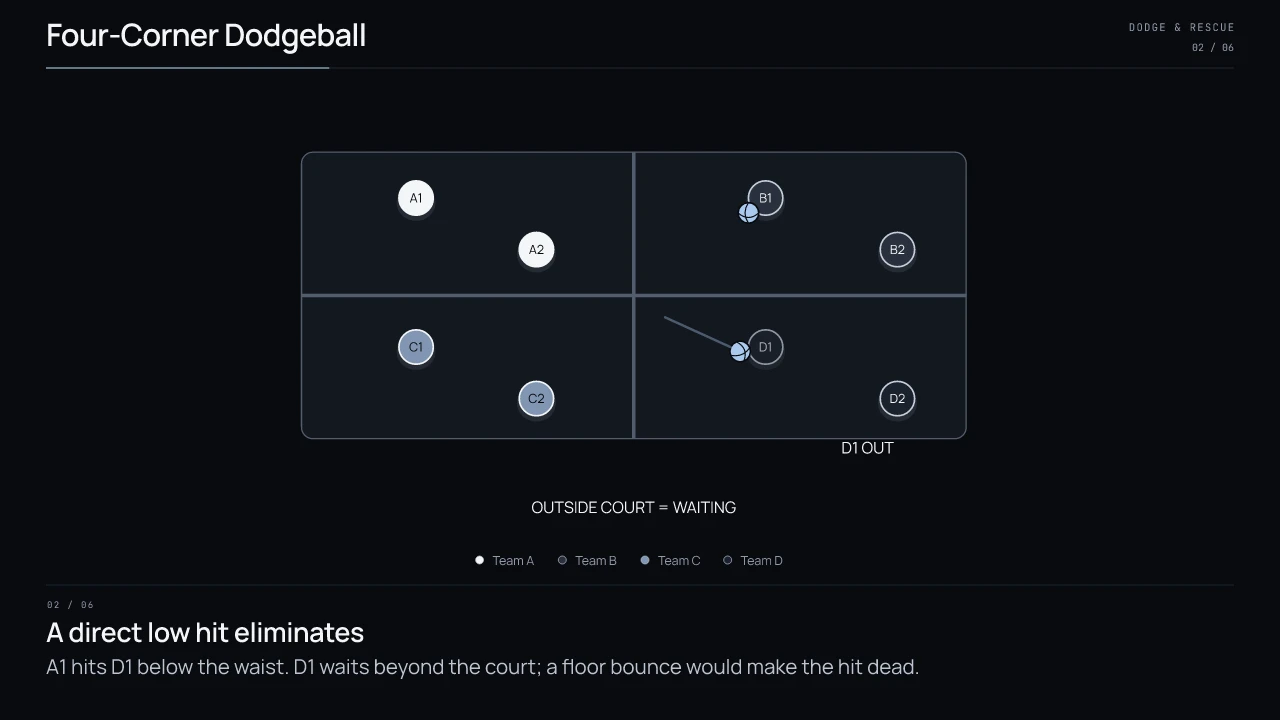 Four-Corner Dodgeball
DODGE & RESCUE
02 / 06
A1
B1
A2
B2
C1
D1
C2
D2
D1 OUT
OUTSIDE COURT = WAITING
Team A Team B Team C Team D
02 / 06
A direct low hit eliminates
A1 hits D1 below the waist. D1 waits beyond the court; a floor bounce would make the hit dead.